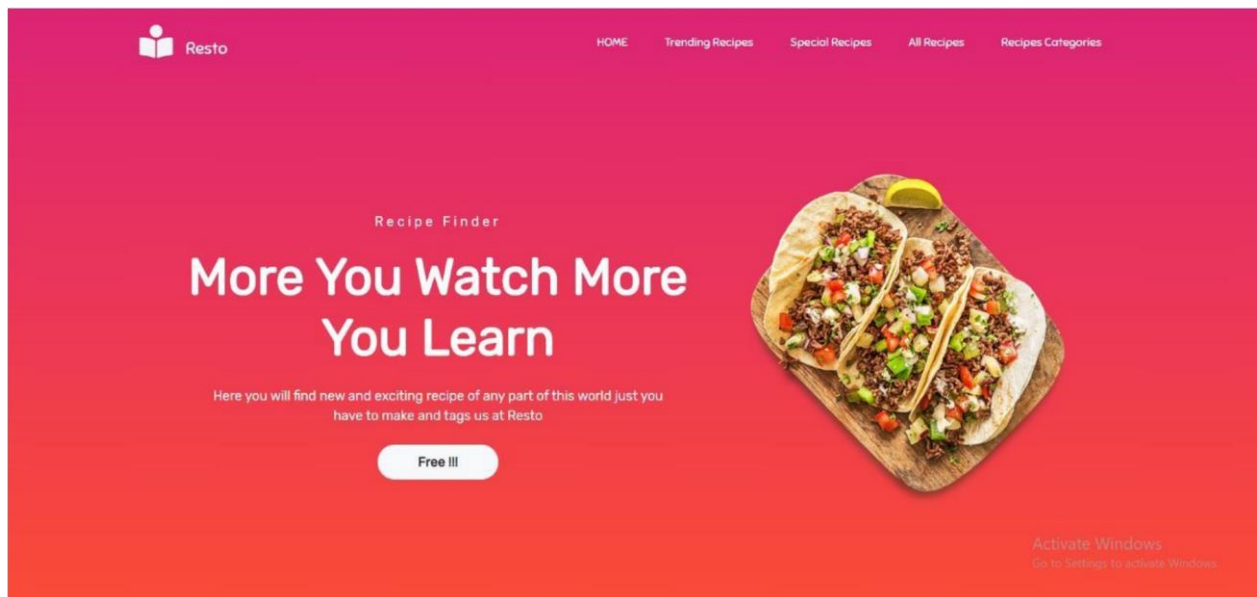 Resto
HOME Trending Recipes Special Recipes All Recipes Recipes Categories
Recipe Finder
More You Watch More
You Learn
Here you will find new and exciting recipe of any part of this world just you
have to make and tags us at Resto
Free !!!
Activate Windows
Go to Settings to activate Windows.